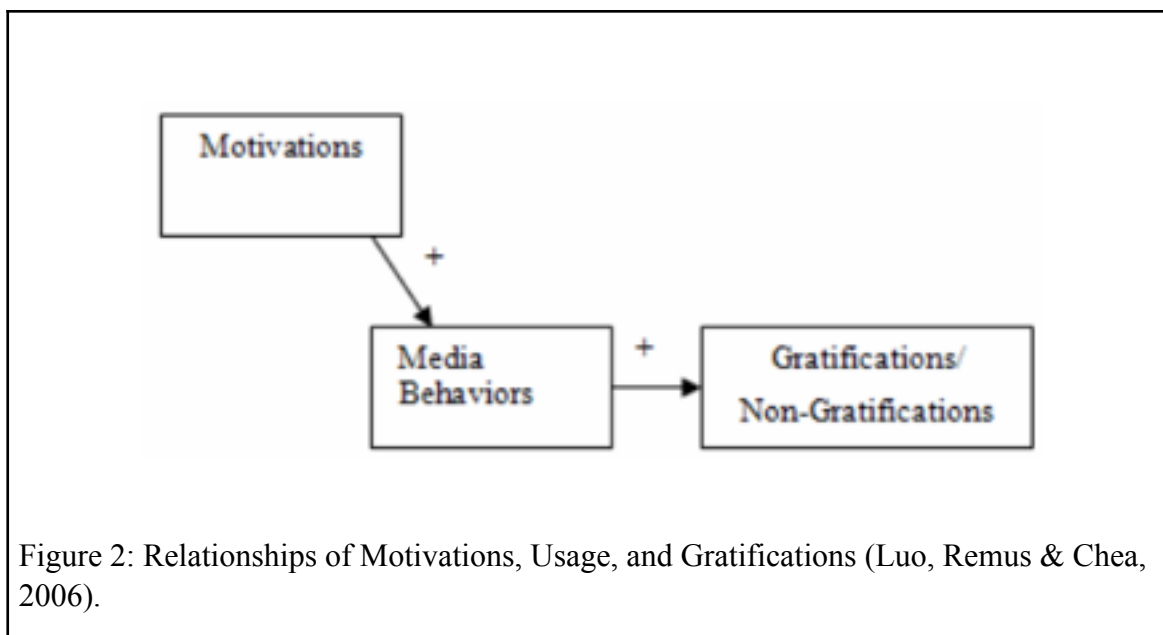 Motivations
+
Media
Behaviors
+
Gratifications/
Non-Gratifications
Figure 2: Relationships of Motivations, Usage, and Gratifications (Luo, Remus & Chea,
2006).